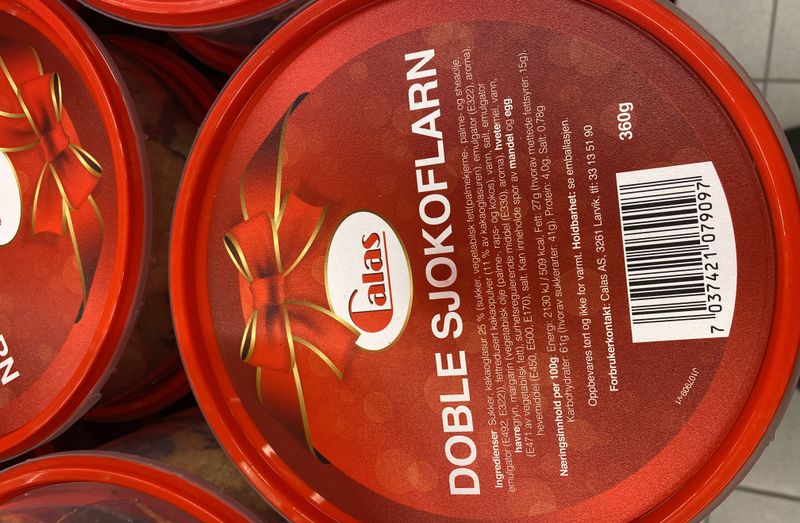 Calas
DOBLE SJOKOFLARN
Ingredienser: Sukker, kakaoglasur 25 % (sukker, vegetabilsk fett(palmekjerne-, palme- og sheaolje,
emulgator (E492, E322)), fettredusert kakaopulver (11 % av kakaoglasuren), emulgator (E322), aroma),
havregryn, margarin (vegetabilsk olje (palme-, raps- og kokos), vann, salt, emulgator
(E471 av vegetabilsk fett), surhetsregulerende middel (E330), aroma), hvetemel, vann,
hevemiddel (E450, E500, E170), salt. Kan inneholde spor av mandel og egg
Næringsinnhold per 100g Energi: 2130 KJ / 509 kcal, Fett: 27g (hvorav mettede fettsyrer: 15g).
Karbohydrater: 61g (hvorav sukkerarter: 41g). Protein: 4,0g. Salt: 0,78g
Oppbevares tørt og ikke for varmt. Holdbarhet: se emballasjen.
Forbrukerkontakt: Calas AS, 3261 Larvik, tlf: 33 13 51 90
360g
7 037421 079097